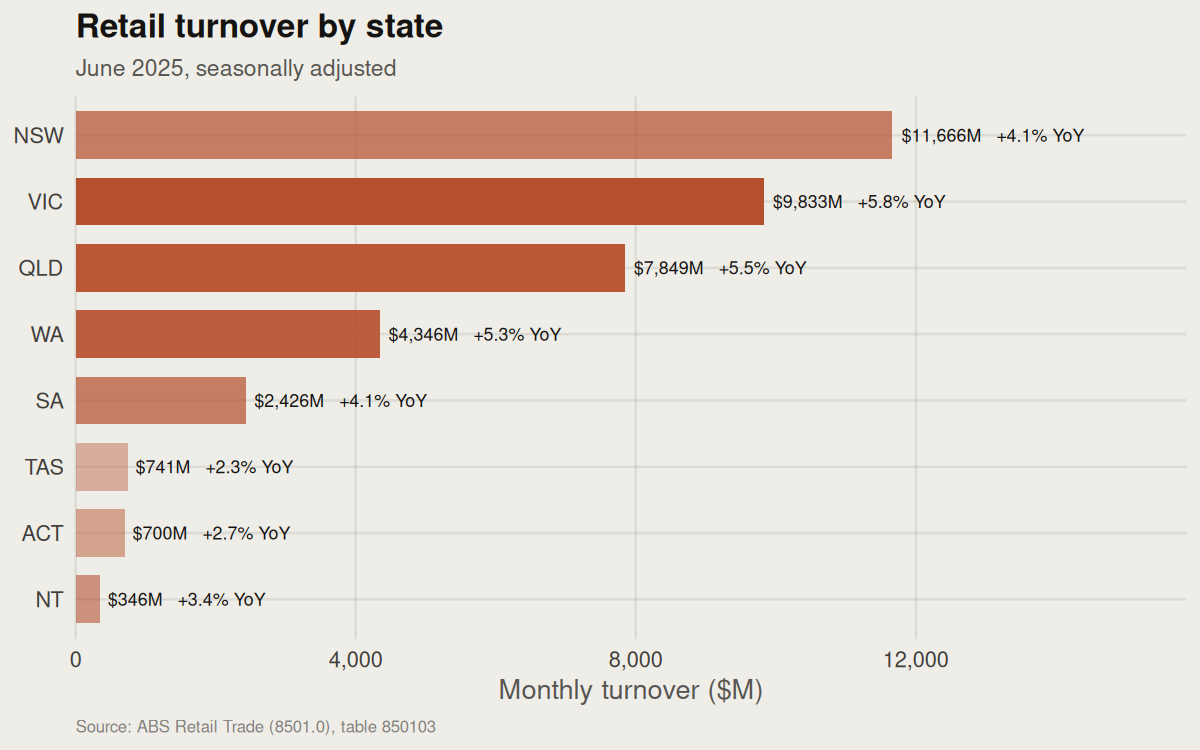 Retail turnover by state
June 2025, seasonally adjusted
NSW $11,666M +4.1% YoY
VIC $9,833M +5.8% YoY
QLD $7,849M +5.5% YoY
WA $4,346M +5.3% YoY
SA $2,426M +4.1% YoY
TAS $741M +2.3% YoY
ACT $700M +2.7% YoY
NT $346M +3.4% YoY
0 4,000 8,000 12,000
Monthly turnover ($M)
Source: ABS Retail Trade (8501.0), table 850103